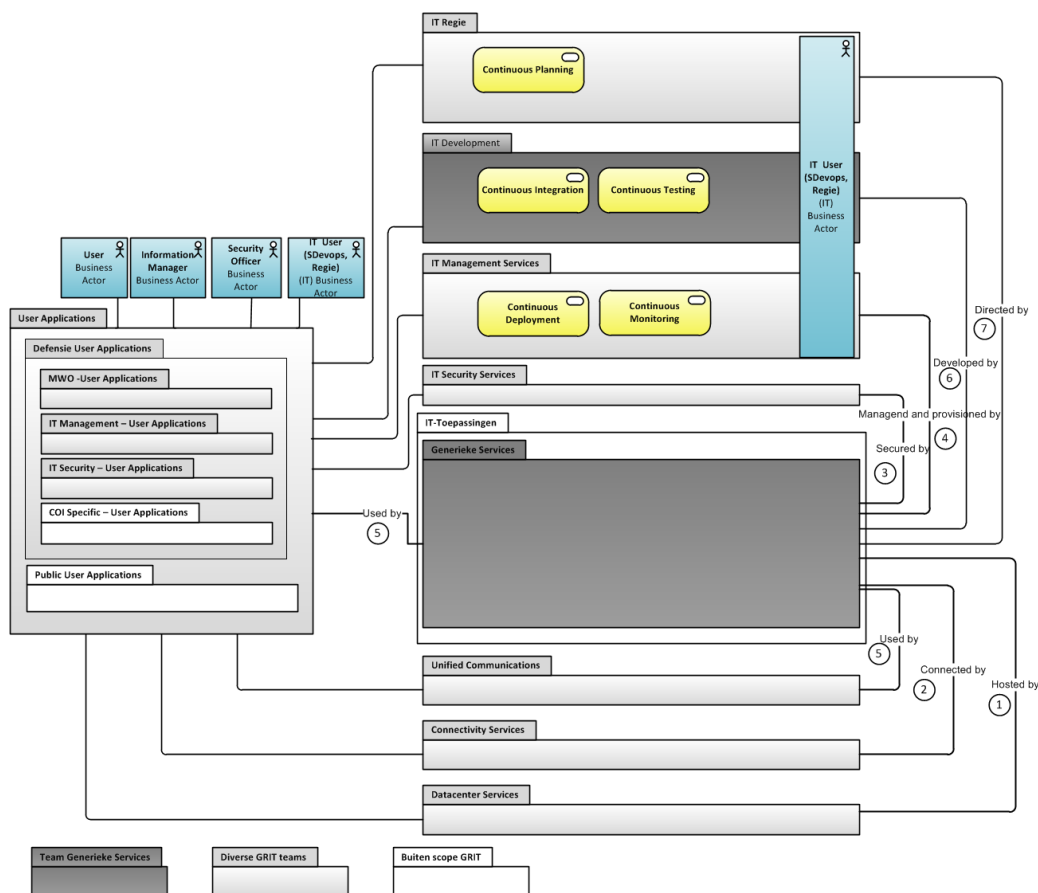 IT Regie
Continuous Planning
IT Development
Continuous Integration
Continuous Testing
IT User
(SDevops,
Regie)
(IT)
Business
Actor
User
Business
Actor
Information
Manager
Business Actor
Security
Officer
Business
Actor
IT User
(SDevops,
Regie)
(IT) Business
Actor
IT Management Services
Continuous
Deployment
Continuous
Monitoring
User Applications
Defensie User Applications
MWO -User Applications
IT Management – User Applications
IT Security – User Applications
COI Specific – User Applications
Public User Applications
IT Security Services
IT-Toepassingen
Generieke Services
Used by
5
Directed by
7
Developed by
6
Managend and provisioned by
4
Secured by
3
Used by
5
Connected by
2
Hosted by
1
Unified Communications
Connectivity Services
Datacenter Services
Team Generieke Services
Diverse GRIT teams
Buiten scope GRIT